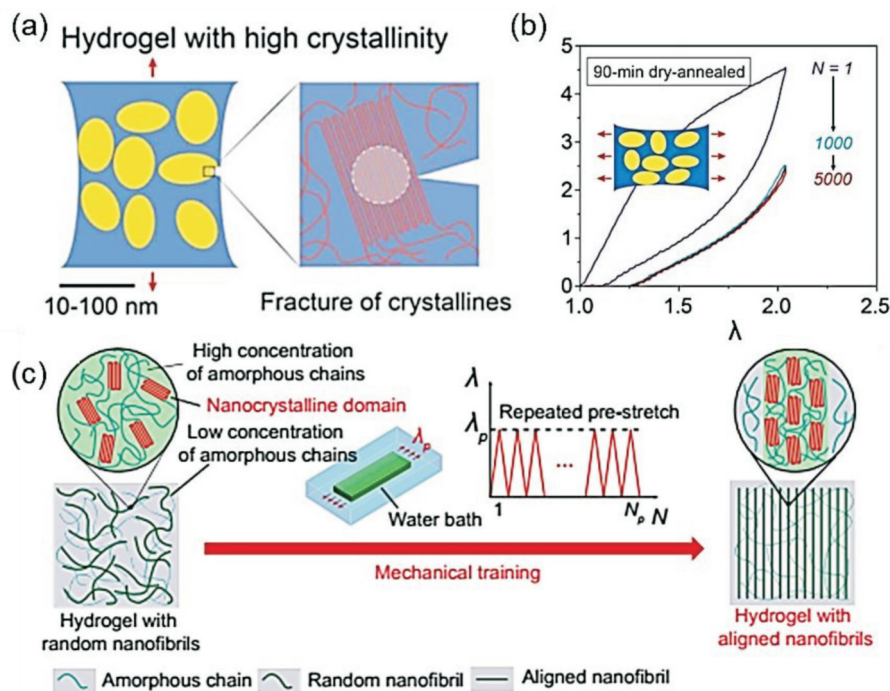 (a)
Hydrogel with high crystallinity
10-100 nm
Fracture of crystallines
(b)
5
4
3
2
1
0
90-min dry-annealed
N = 1
1000
5000
1.0
1.5
2.0
2.5
λ
(c)
High concentration
of amorphous chains
Nanocrystalline domain
Low concentration
of amorphous chains
Hydrogel with
random nanofibrils
λp
Water bath
λ
λp
Repeated pre-stretch
...
1
Np
N
Mechanical training
Hydrogel with
aligned nanofibrils
Amorphous chain
Random nanofibril
Aligned nanofibril